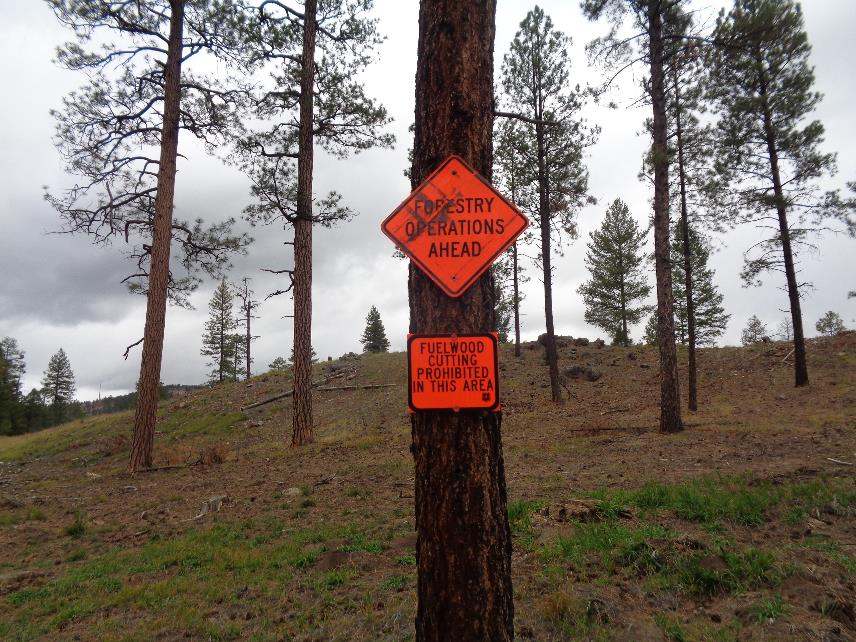 FORESTRY
OPERATIONS
AHEAD
FUELWOOD
CUTTING
PROHIBITED
IN THIS AREA